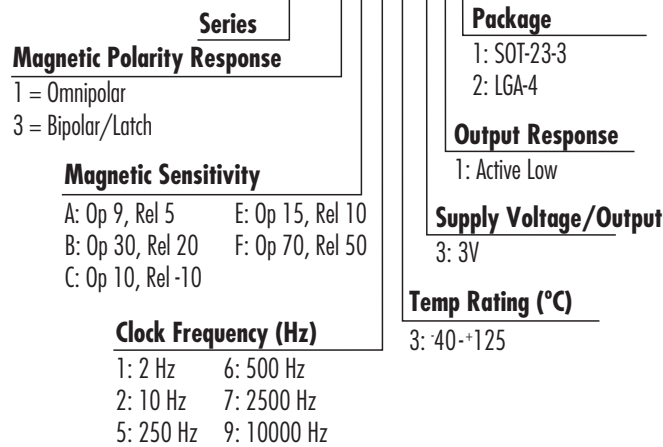 Series
Magnetic Polarity Response
1 = Omnipolar
3 = Bipolar/Latch
Magnetic Sensitivity
A: Op 9, Rel 5 E: Op 15, Rel 10
B: Op 30, Rel 20 F: Op 70, Rel 50
C: Op 10, Rel -10
Clock Frequency (Hz)
1: 2 Hz 6: 500 Hz
2: 10 Hz 7: 2500 Hz
5: 250 Hz 9: 10000 Hz
Package
1: SOT-23-3
2: LGA-4
Output Response
1: Active Low
Supply Voltage/Output
3: 3V
Temp Rating (ºC)
3: -40-+125